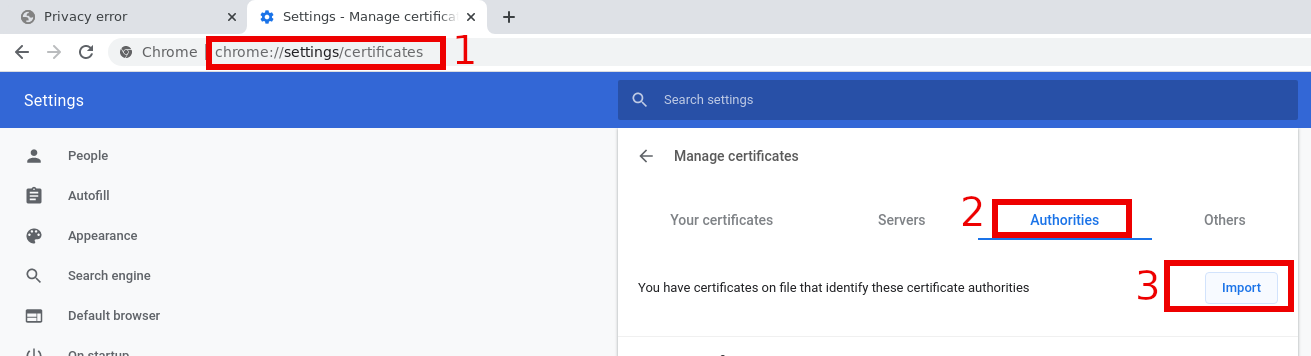 Privacy error
Settings - Manage certifica
Chrome | chrome://settings/certificates 1
Settings
Search settings
People
Autofill
Appearance
Search engine
Default browser
On startup
Manage certificates
Your certificates Servers 2 Authorities Others
You have certificates on file that identify these certificate authorities 3 Import